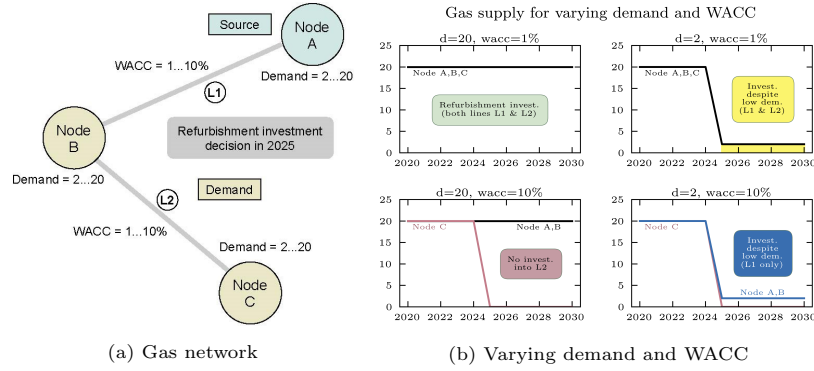 Source
Node
A
WACC = 1...10%
Demand = 2...20
L1
Node
B
Refurbishment investment
decision in 2025
Demand = 2...20
L2
Demand
WACC = 1...10%
Demand = 2...20
Node
C
(a) Gas network
Gas supply for varying demand and WACC
d=20, wacc=1%
25
20
15
10
5
0
Node A,B,C
Refurbishment invest.
(both lines L1 & L2)
2020 2022 2024 2026 2028 2030
d=2, wacc=1%
25
20
15
10
5
0
Node A,B,C
Invest.
despite
low dem.
(L1 & L2)
2020 2022 2024 2026 2028 2030
d=20, wacc=10%
25
20
15
10
5
0
Node C
Node A,B
No invest.
into L2
2020 2022 2024 2026 2028 2030
d=2, wacc=10%
25
20
15
10
5
0
Node C
Invest.
despite
low dem.
(L1 only)
Node A,B
2020 2022 2024 2026 2028 2030
(b) Varying demand and WACC